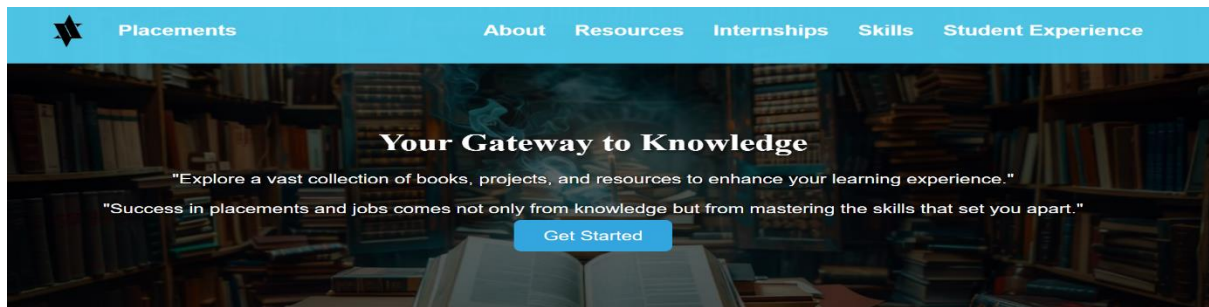 Placements About Resources Internships Skills Student Experience
Your Gateway to Knowledge
"Explore a vast collection of books, projects, and resources to enhance your learning experience."
"Success in placements and jobs comes not only from knowledge but from mastering the skills that set you apart."
Get Started